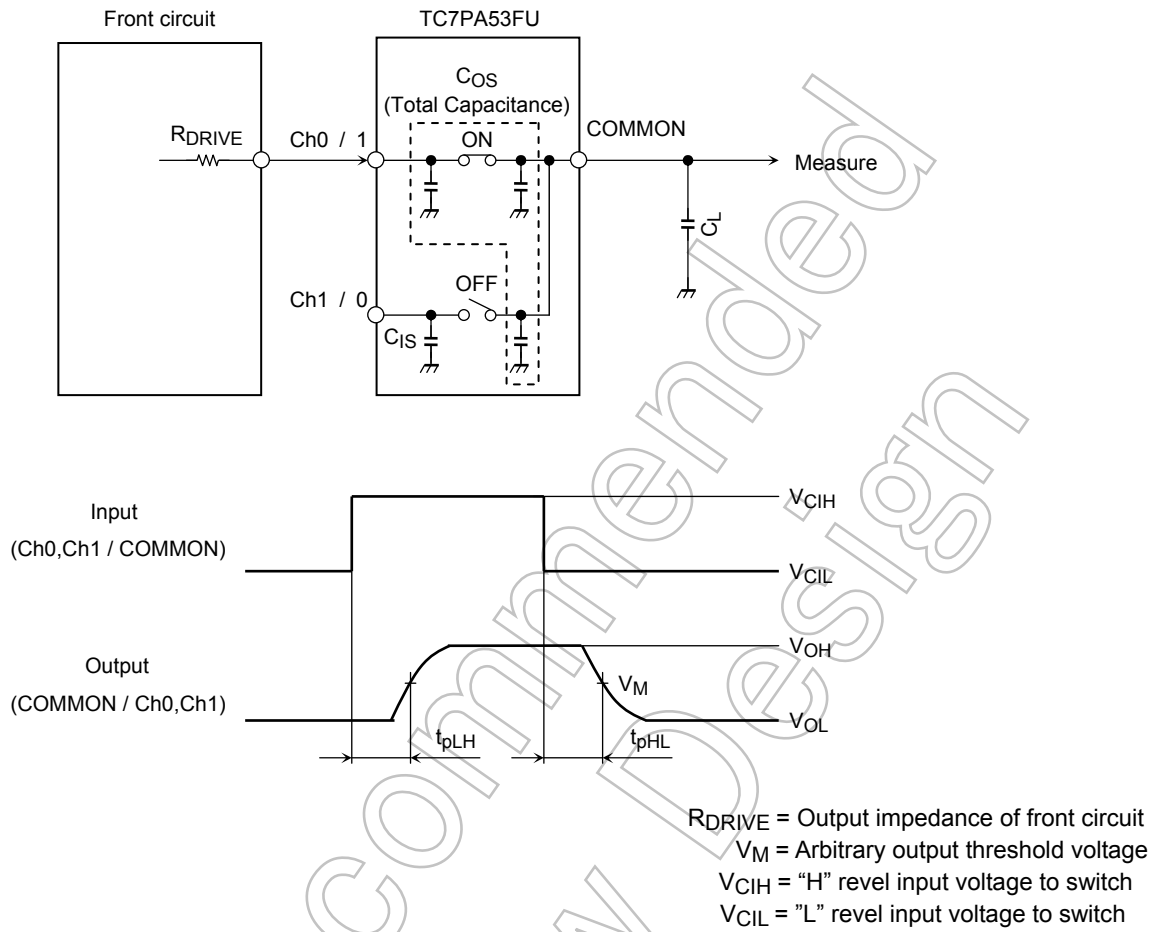 Front circuit
TC7PA53FU
COS
(Total Capacitance)
RDRIVE
Ch0 / 1
ON
COMMON
Measure
CL
Ch1 / 0
OFF
CIS
Input
(Ch0,Ch1 / COMMON)
VCIH
VCIL
Output
(COMMON / Ch0,Ch1)
VOH
VM
VOL
tpLH
tpHL
RDRIVE = Output impedance of front circuit
VM = Arbitrary output threshold voltage
VCIH = “H” revel input voltage to switch
VCIL = ”L” revel input voltage to switch
commended
w Design